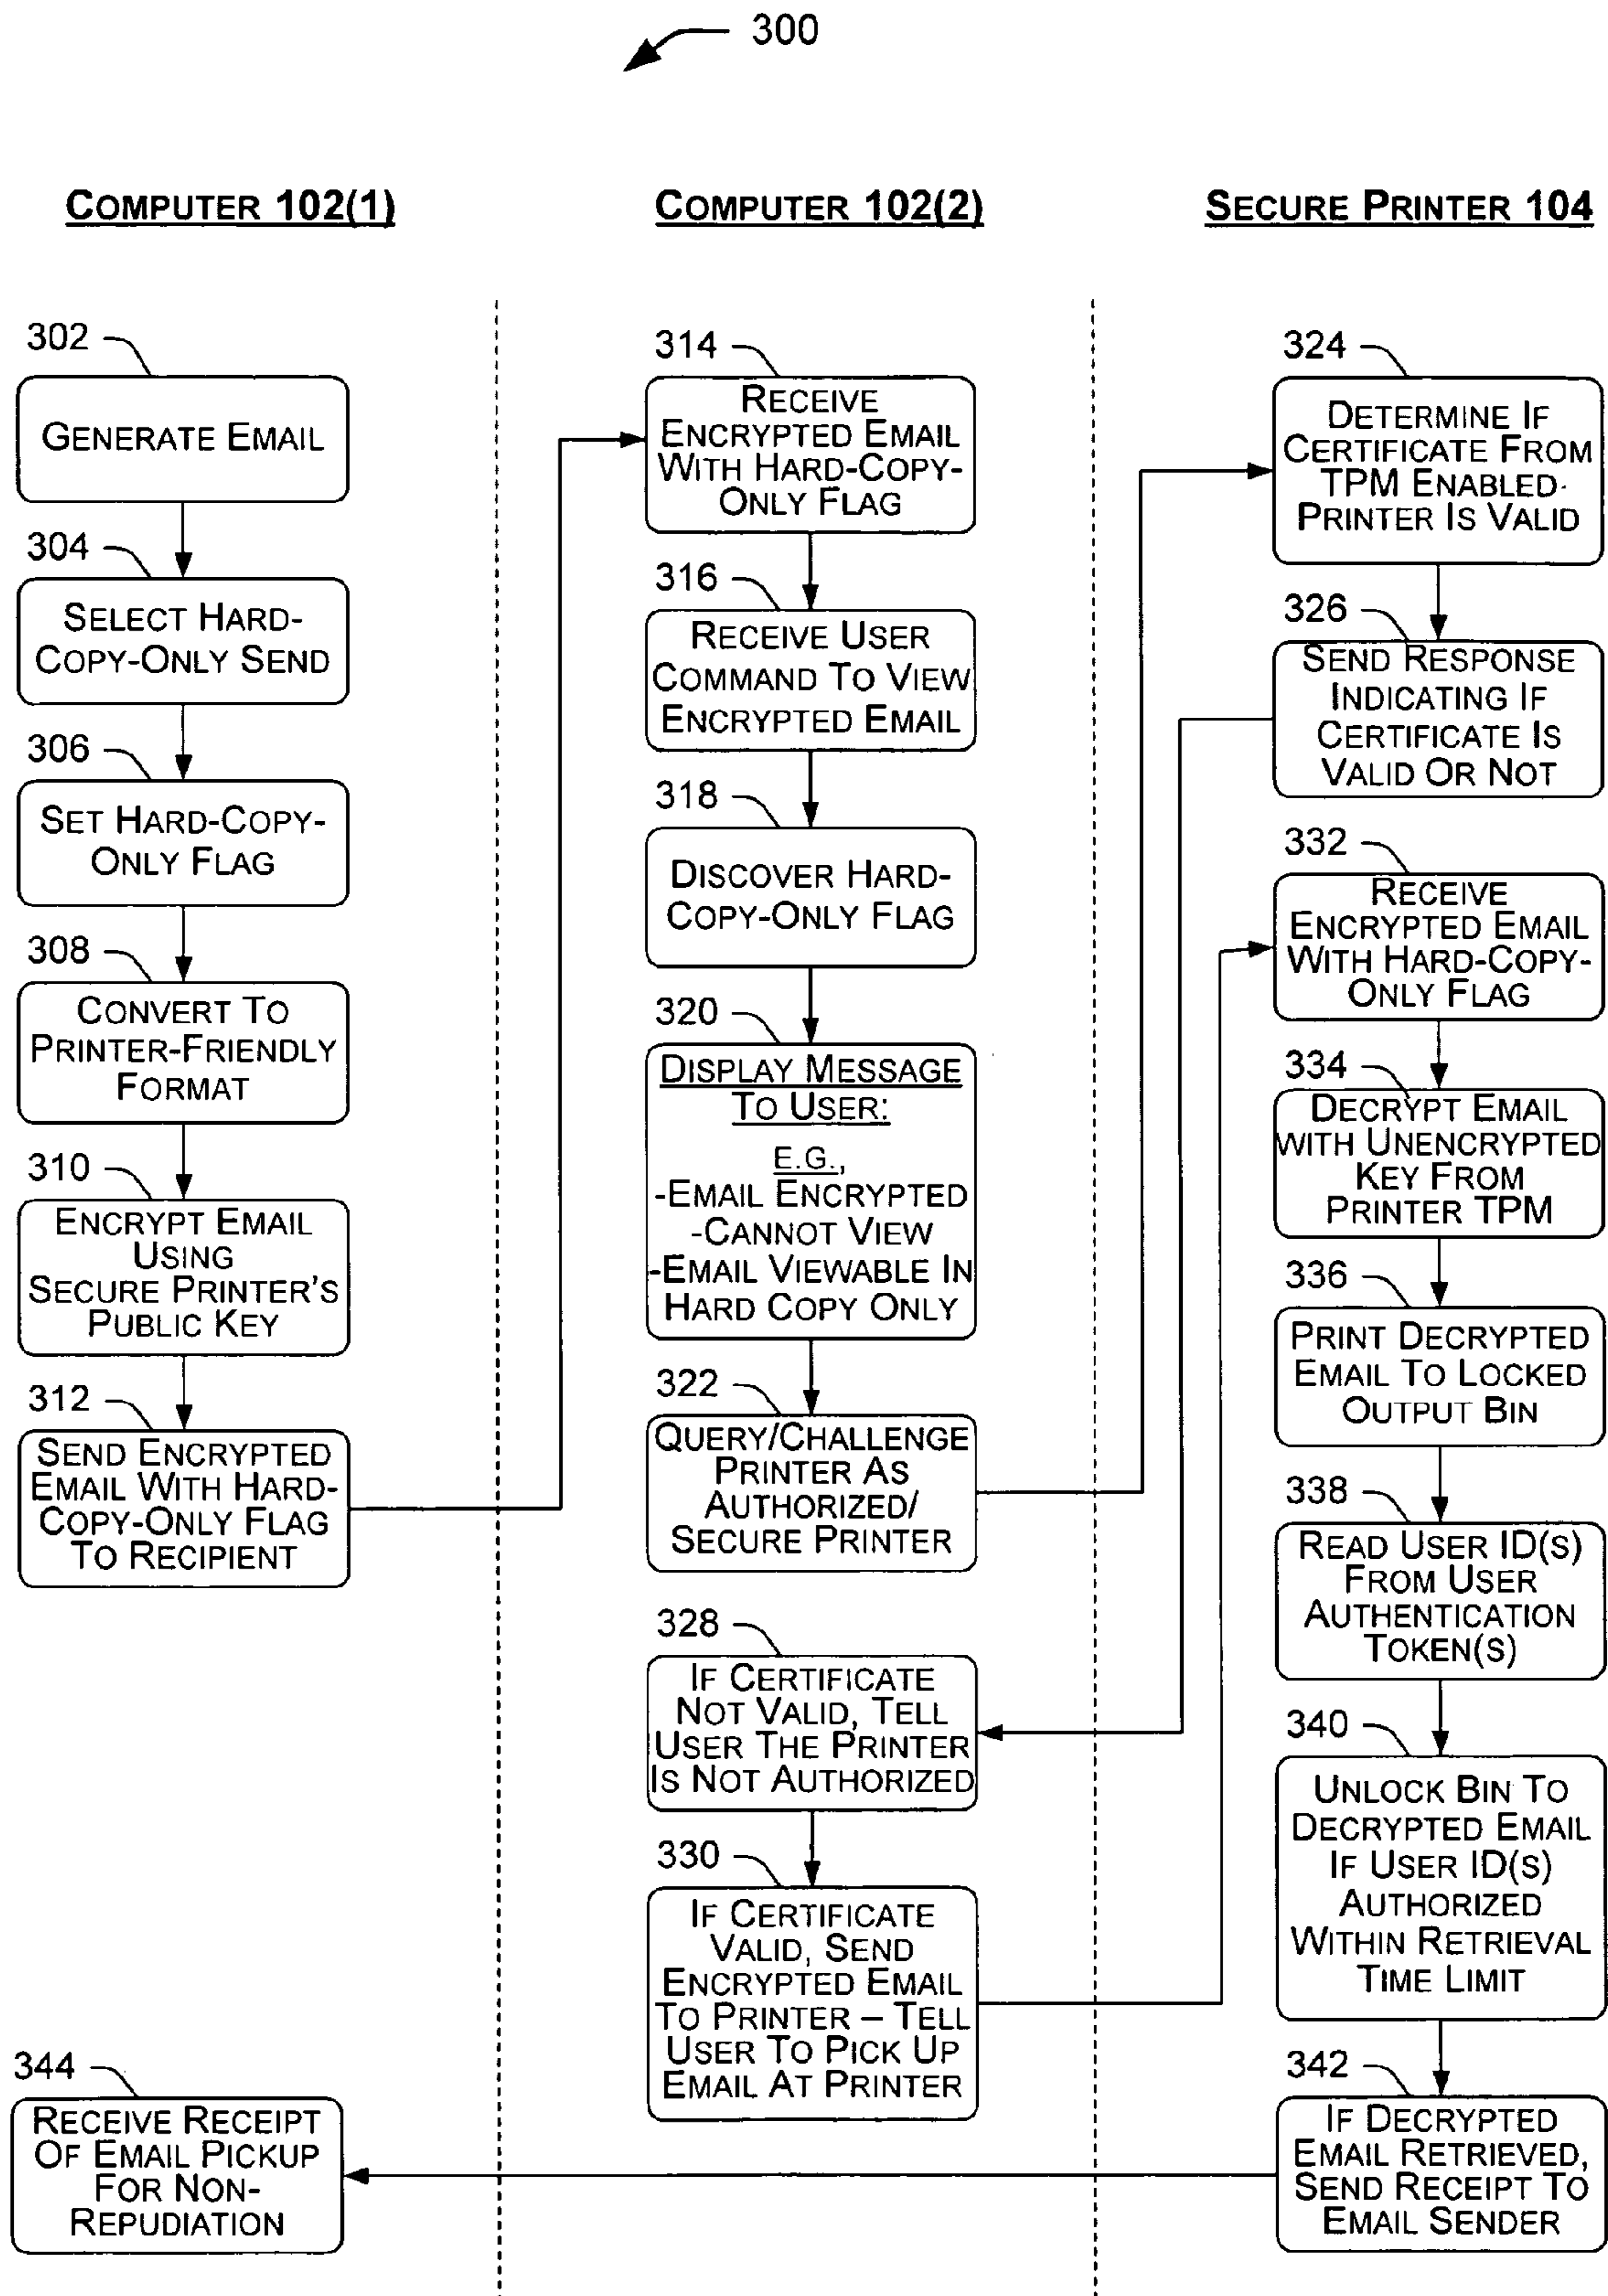 300
COMPUTER 102(1)
COMPUTER 102(2)
SECURE PRINTER 104
302
GENERATE EMAIL
304
SELECT HARD-
COPY-ONLY SEND
306
SET HARD-COPY-
ONLY FLAG
308
CONVERT TO
PRINTER-FRIENDLY
FORMAT
310
ENCRYPT EMAIL
USING
SECURE PRINTER'S
PUBLIC KEY
312
SEND ENCRYPTED
EMAIL WITH HARD-
COPY-ONLY FLAG
TO RECIPIENT
314
RECEIVE
ENCRYPTED EMAIL
WITH HARD-COPY-
ONLY FLAG
316
RECEIVE USER
COMMAND TO VIEW
ENCRYPTED EMAIL
318
DISCOVER HARD-
COPY-ONLY FLAG
320
DISPLAY MESSAGE
TO USER:
E.G.,
-EMAIL ENCRYPTED
-CANNOT VIEW
-EMAIL VIEWABLE IN
HARD COPY ONLY
322
QUERY/CHALLENGE
PRINTER AS
AUTHORIZED/
SECURE PRINTER
324
DETERMINE IF
CERTIFICATE FROM
TPM ENABLED-
PRINTER IS VALID
326
SEND RESPONSE
INDICATING IF
CERTIFICATE IS
VALID OR NOT
328
IF CERTIFICATE
NOT VALID, TELL
USER THE PRINTER
IS NOT AUTHORIZED
330
IF CERTIFICATE
VALID, SEND
ENCRYPTED EMAIL
TO PRINTER – TELL
USER TO PICK UP
EMAIL AT PRINTER
332
RECEIVE
ENCRYPTED EMAIL
WITH HARD-COPY-
ONLY FLAG
334
DECRYPT EMAIL
WITH UNENCRYPTED
KEY FROM
PRINTER TPM
336
PRINT DECRYPTED
EMAIL TO LOCKED
OUTPUT BIN
338
READ USER ID(S)
FROM USER
AUTHENTICATION
TOKEN(S)
340
UNLOCK BIN TO
DECRYPTED EMAIL
IF USER ID(S)
AUTHORIZED
WITHIN RETRIEVAL
TIME LIMIT
342
IF DECRYPTED
EMAIL RETRIEVED,
SEND RECEIPT TO
EMAIL SENDER
344
RECEIVE RECEIPT
OF EMAIL PICKUP
FOR NON-
REPUDIATION